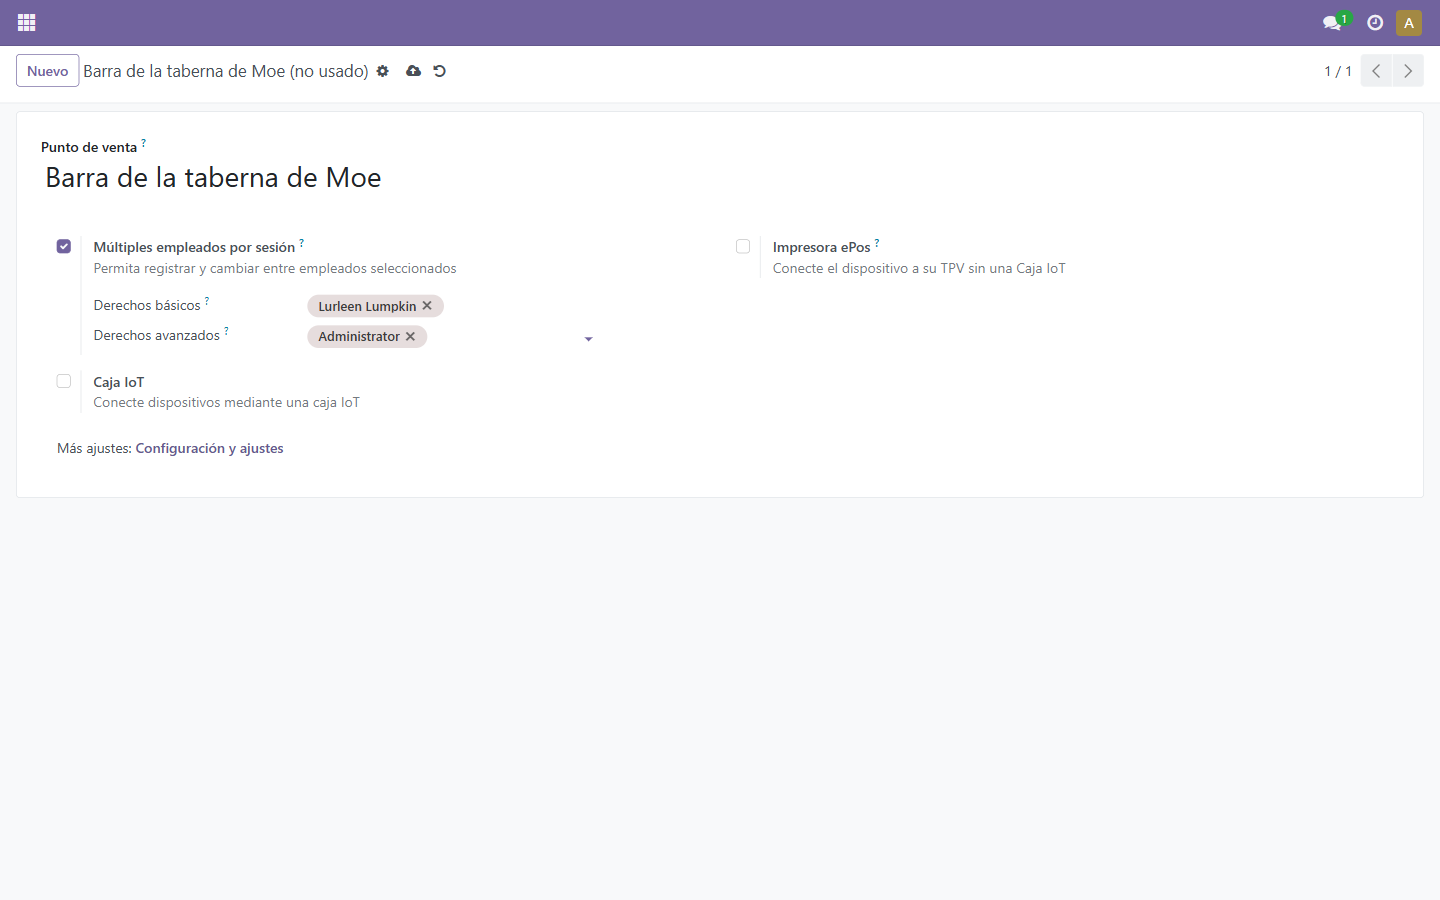 1
A
Nuevo
Barra de la taberna de Moe (no usado)
1 / 1
Punto de venta ?
Barra de la taberna de Moe
Múltiples empleados por sesión ?
Permita registrar y cambiar entre empleados seleccionados
Derechos básicos ?
Lurleen Lumpkin
Derechos avanzados ?
Administrator
Impresora ePos ?
Conecte el dispositivo a su TPV sin una Caja IoT
Caja IoT
Conecte dispositivos mediante una caja IoT
Más ajustes: Configuración y ajustes